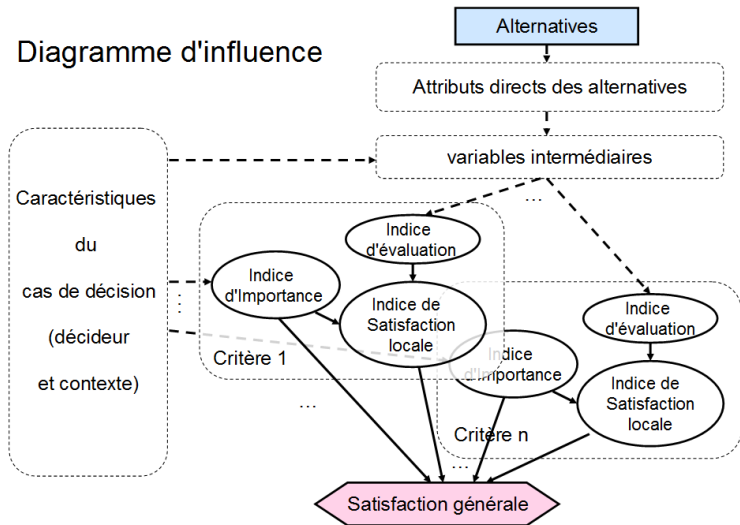 Diagramme d'influence
Alternatives
Attributs directs des alternatives
variables intermédiaires
Caractéristiques
du
cas de décision
(décideur
et contexte)
...
...
Indice
d'évaluation
Indice
d'Importance
Indice de
Satisfaction
locale
Critère 1
...
Indice
d'évaluation
Indice
d'Importance
Indice de
Satisfaction
locale
Critère n
...
Satisfaction générale